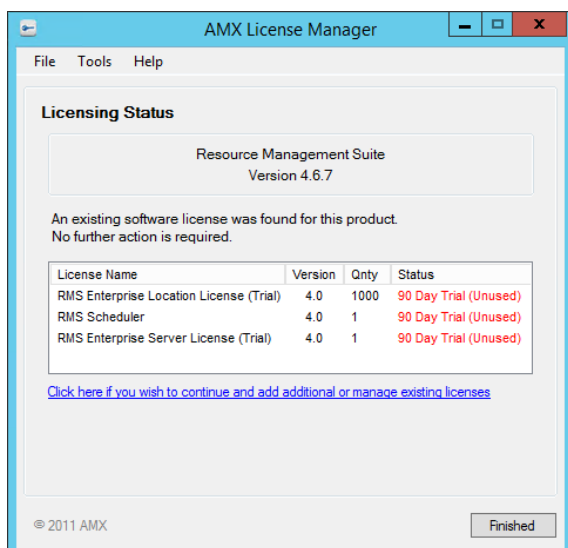 AMX License Manager
File Tools Help
Licensing Status
Resource Management Suite
Version 4.6.7
An existing software license was found for this product.
No further action is required.
License Name Version Qnty Status
RMS Enterprise Location License (Trial) 4.0 1000 90 Day Trial (Unused)
RMS Scheduler 4.0 1 90 Day Trial (Unused)
RMS Enterprise Server License (Trial) 4.0 1 90 Day Trial (Unused)
Click here if you wish to continue and add additional or manage existing licenses
© 2011 AMX Finished